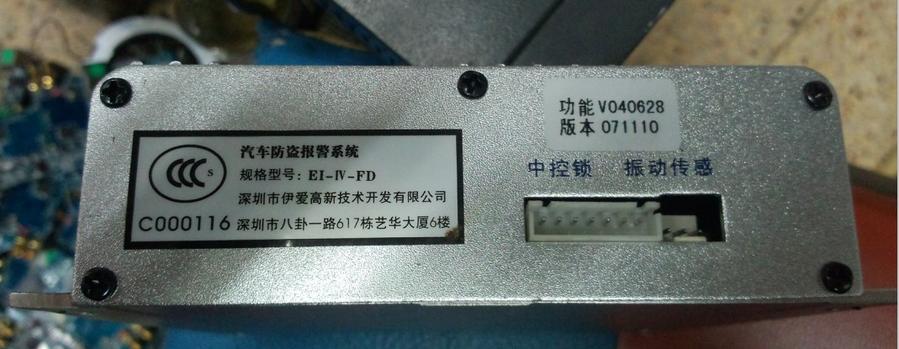 功能 V040628
版本 071110
中控锁 振动传感
汽车防盗报警系统
规格型号：EI-Ⅳ-FD
深圳市伊爱高新技术开发有限公司
C000116 深圳市八卦一路617栋艺华大厦6楼
CCC S